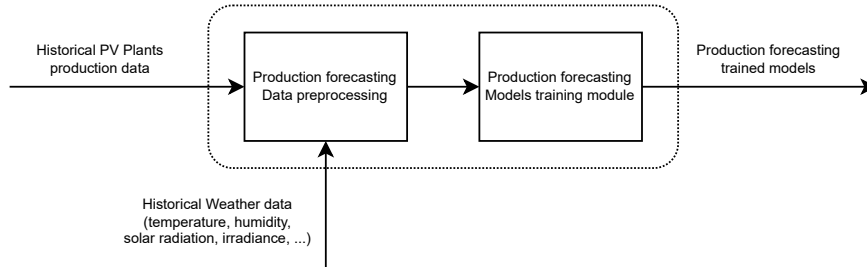 Historical PV Plants
production data
Production forecasting
Data preprocessing
Production forecasting
Models training module
Production forecasting
trained models
Historical Weather data
(temperature, humidity,
solar radiation, irradiance, ...)